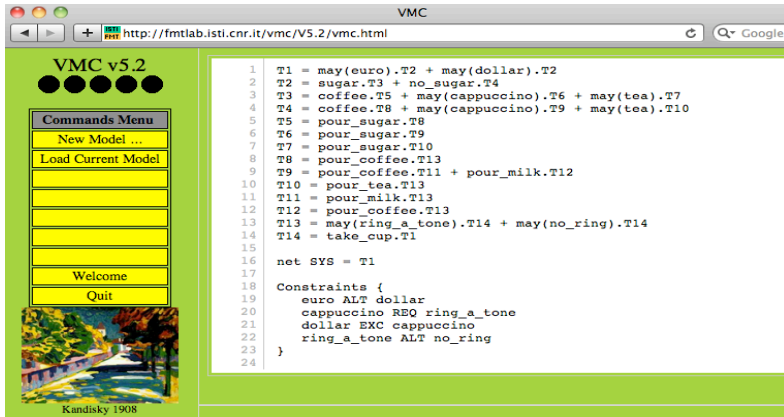 VMC
ISTI FMT http://fmtlab.isti.cnr.it/vmc/V5.2/vmc.html
Google
VMC v5.2
Commands Menu
New Model ...
Load Current Model
Welcome
Quit
Kandisky 1908
1 T1 = may(euro).T2 + may(dollar).T2
2 T2 = sugar.T3 + no_sugar.T4
3 T3 = coffee.T5 + may(cappuccino).T6 + may(tea).T7
4 T4 = coffee.T8 + may(cappuccino).T9 + may(tea).T10
5 T5 = pour_sugar.T8
6 T6 = pour_sugar.T9
7 T7 = pour_sugar.T10
8 T8 = pour_coffee.T13
9 T9 = pour_coffee.T11 + pour_milk.T12
10 T10 = pour_tea.T13
11 T11 = pour_milk.T13
12 T12 = pour_coffee.T13
13 T13 = may(ring_a_tone).T14 + may(no_ring).T14
14 T14 = take_cup.T1
15
16 net SYS = T1
17
18 Constraints {
19 euro ALT dollar
20 cappuccino REQ ring_a_tone
21 dollar EXC cappuccino
22 ring_a_tone ALT no_ring
23 }
24